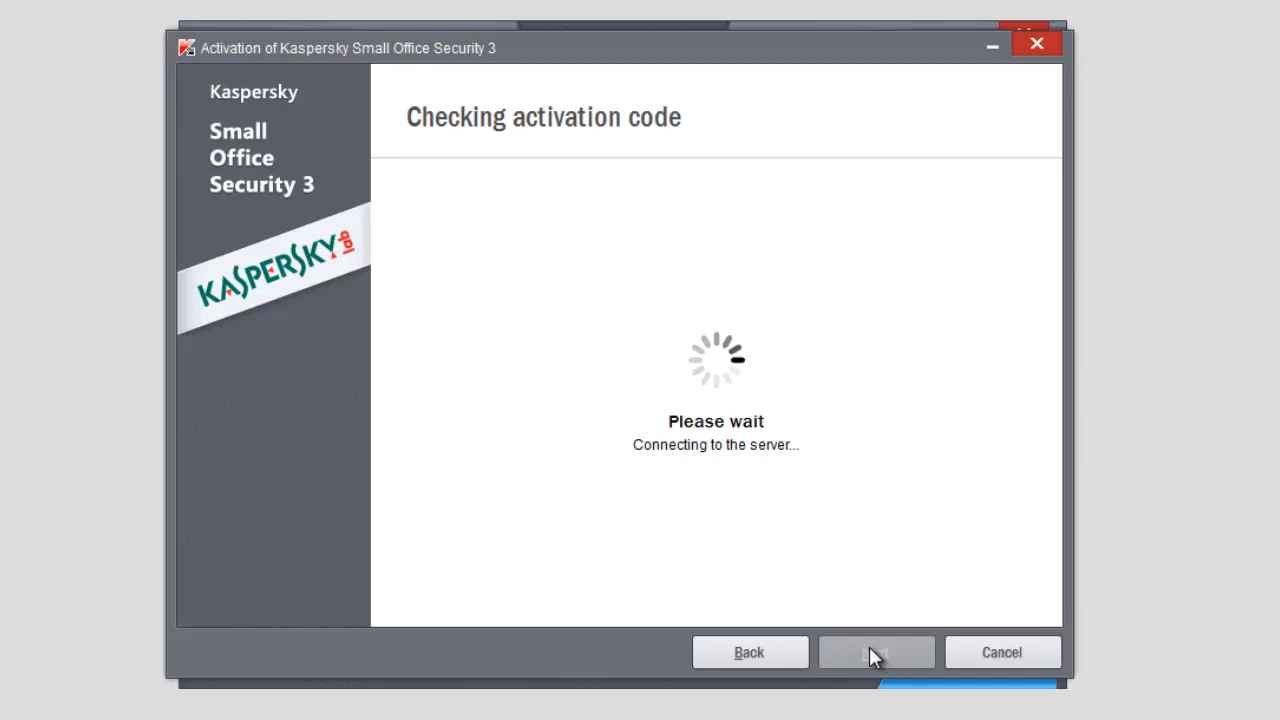 Activation of Kaspersky Small Office Security 3
Kaspersky
Small
Office
Security 3
KASPERSKY lab
Checking activation code
Please wait
Connecting to the server...
Back
Cancel